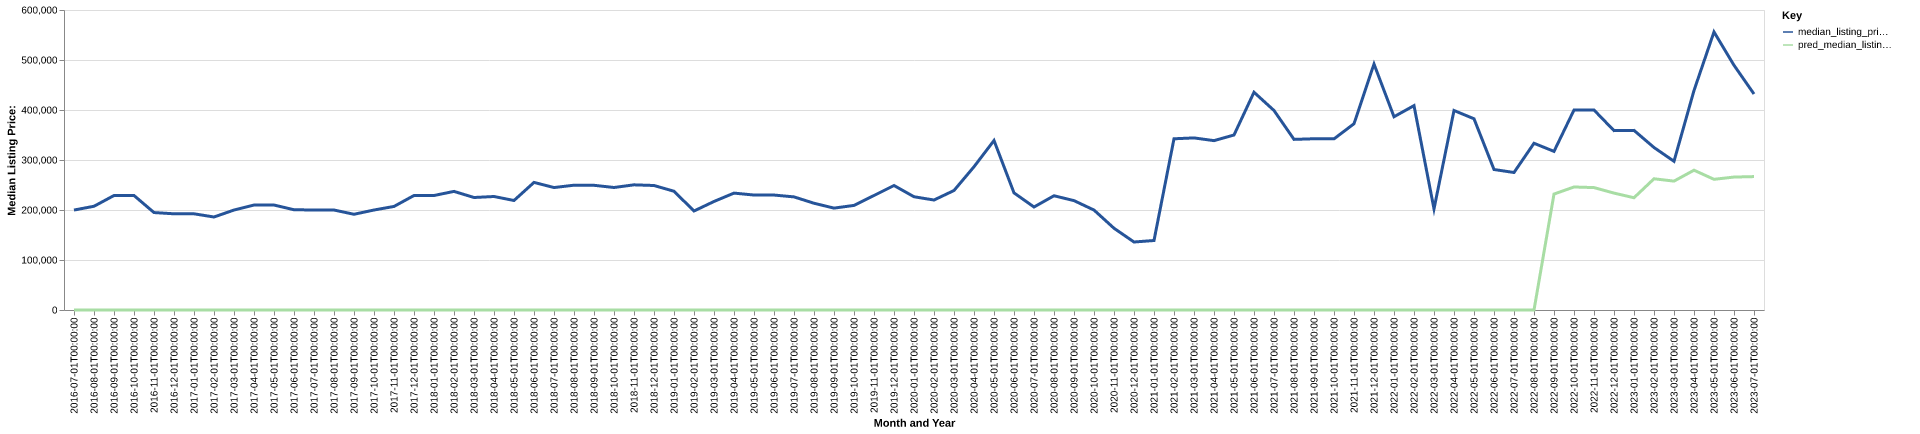 Key
median_listing_pri…
pred_median_listin…
Median Listing Price:
600,000
500,000
400,000
300,000
200,000
100,000
0
2016-07-01T00:00:00
2016-08-01T00:00:00
2016-09-01T00:00:00
2016-10-01T00:00:00
2016-11-01T00:00:00
2016-12-01T00:00:00
2017-01-01T00:00:00
2017-02-01T00:00:00
2017-03-01T00:00:00
2017-04-01T00:00:00
2017-05-01T00:00:00
2017-06-01T00:00:00
2017-07-01T00:00:00
2017-08-01T00:00:00
2017-09-01T00:00:00
2017-10-01T00:00:00
2017-11-01T00:00:00
2018-01-01T00:00:00
2018-02-01T00:00:00
2018-03-01T00:00:00
2018-04-01T00:00:00
2018-05-01T00:00:00
2018-06-01T00:00:00
2018-07-01T00:00:00
2018-08-01T00:00:00
2018-09-01T00:00:00
2018-10-01T00:00:00
2018-11-01T00:00:00
2018-12-01T00:00:00
2019-01-01T00:00:00
2019-02-01T00:00:00
2019-03-01T00:00:00
2019-04-01T00:00:00
2019-05-01T00:00:00
2019-06-01T00:00:00
2019-07-01T00:00:00
2019-08-01T00:00:00
2019-09-01T00:00:00
2019-10-01T00:00:00
2019-11-01T00:00:00
2019-12-01T00:00:00
2020-01-01T00:00:00
2020-02-01T00:00:00
2020-03-01T00:00:00
2020-04-01T00:00:00
2020-05-01T00:00:00
2020-06-01T00:00:00
2020-07-01T00:00:00
2020-08-01T00:00:00
2020-09-01T00:00:00
2020-10-01T00:00:00
2020-11-01T00:00:00
2020-12-01T00:00:00
2021-01-01T00:00:00
2021-02-01T00:00:00
2021-03-01T00:00:00
2021-04-01T00:00:00
2021-05-01T00:00:00
2021-06-01T00:00:00
2021-07-01T00:00:00
2021-08-01T00:00:00
2021-09-01T00:00:00
2021-10-01T00:00:00
2021-11-01T00:00:00
2021-12-01T00:00:00
2022-01-01T00:00:00
2022-02-01T00:00:00
2022-03-01T00:00:00
2022-04-01T00:00:00
2022-05-01T00:00:00
2022-06-01T00:00:00
2022-07-01T00:00:00
2022-08-01T00:00:00
2022-09-01T00:00:00
2022-10-01T00:00:00
2022-11-01T00:00:00
2022-12-01T00:00:00
2023-01-01T00:00:00
2023-02-01T00:00:00
2023-03-01T00:00:00
2023-04-01T00:00:00
2023-05-01T00:00:00
2023-06-01T00:00:00
2023-07-01T00:00:00
Month and Year